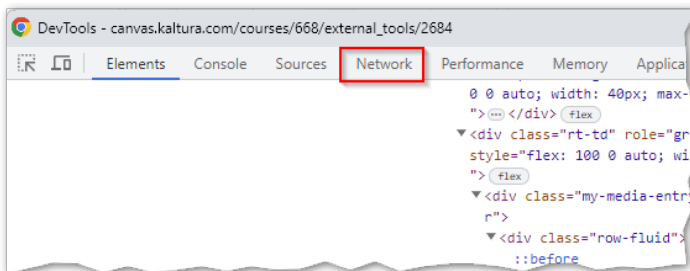 DevTools - canvas.kaltura.com/courses/668/external_tools/2684
Elements Console Sources Network Performance Memory Applica
0 0 auto; width: 40px; max-
"> ⋯ </div> flex
▼<div class="rt-td" role="gr
style="flex: 100 0 auto; wi
"> flex
▼<div class="my-media-entry
r">
▼<div class="row-fluid">
::before